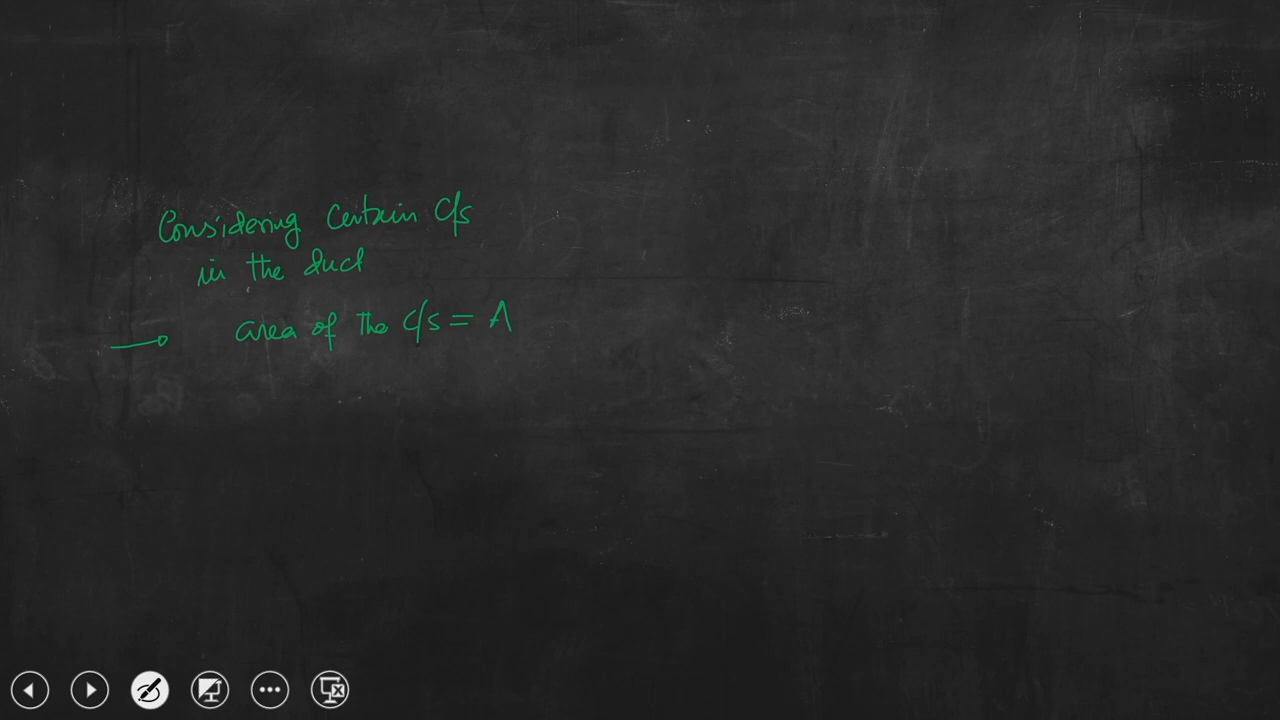 Considering Certain C/s
in the duct
→ area of the C/s = A